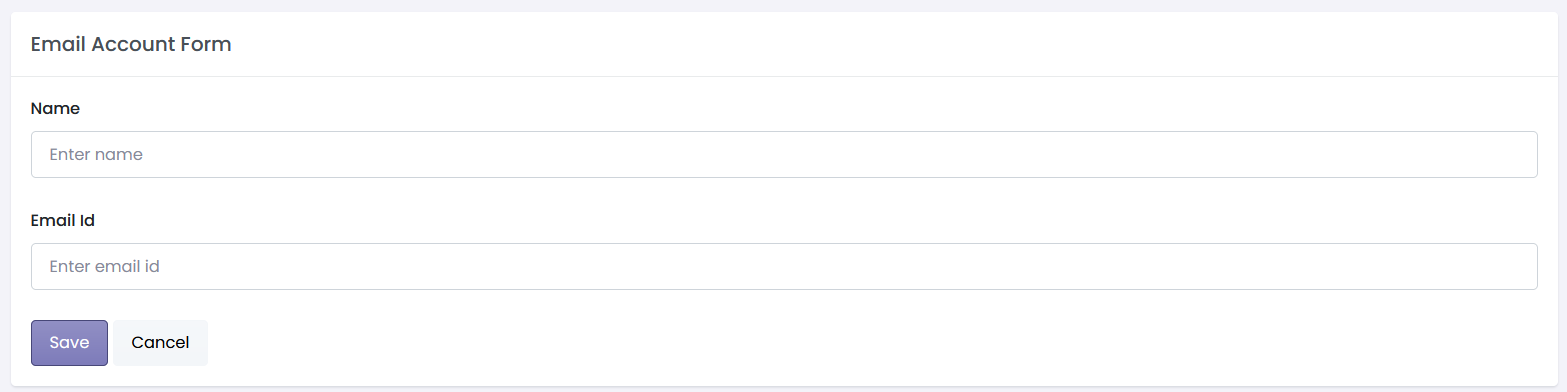 Email Account Form
Name
Enter name
Email Id
Enter email id
Save Cancel